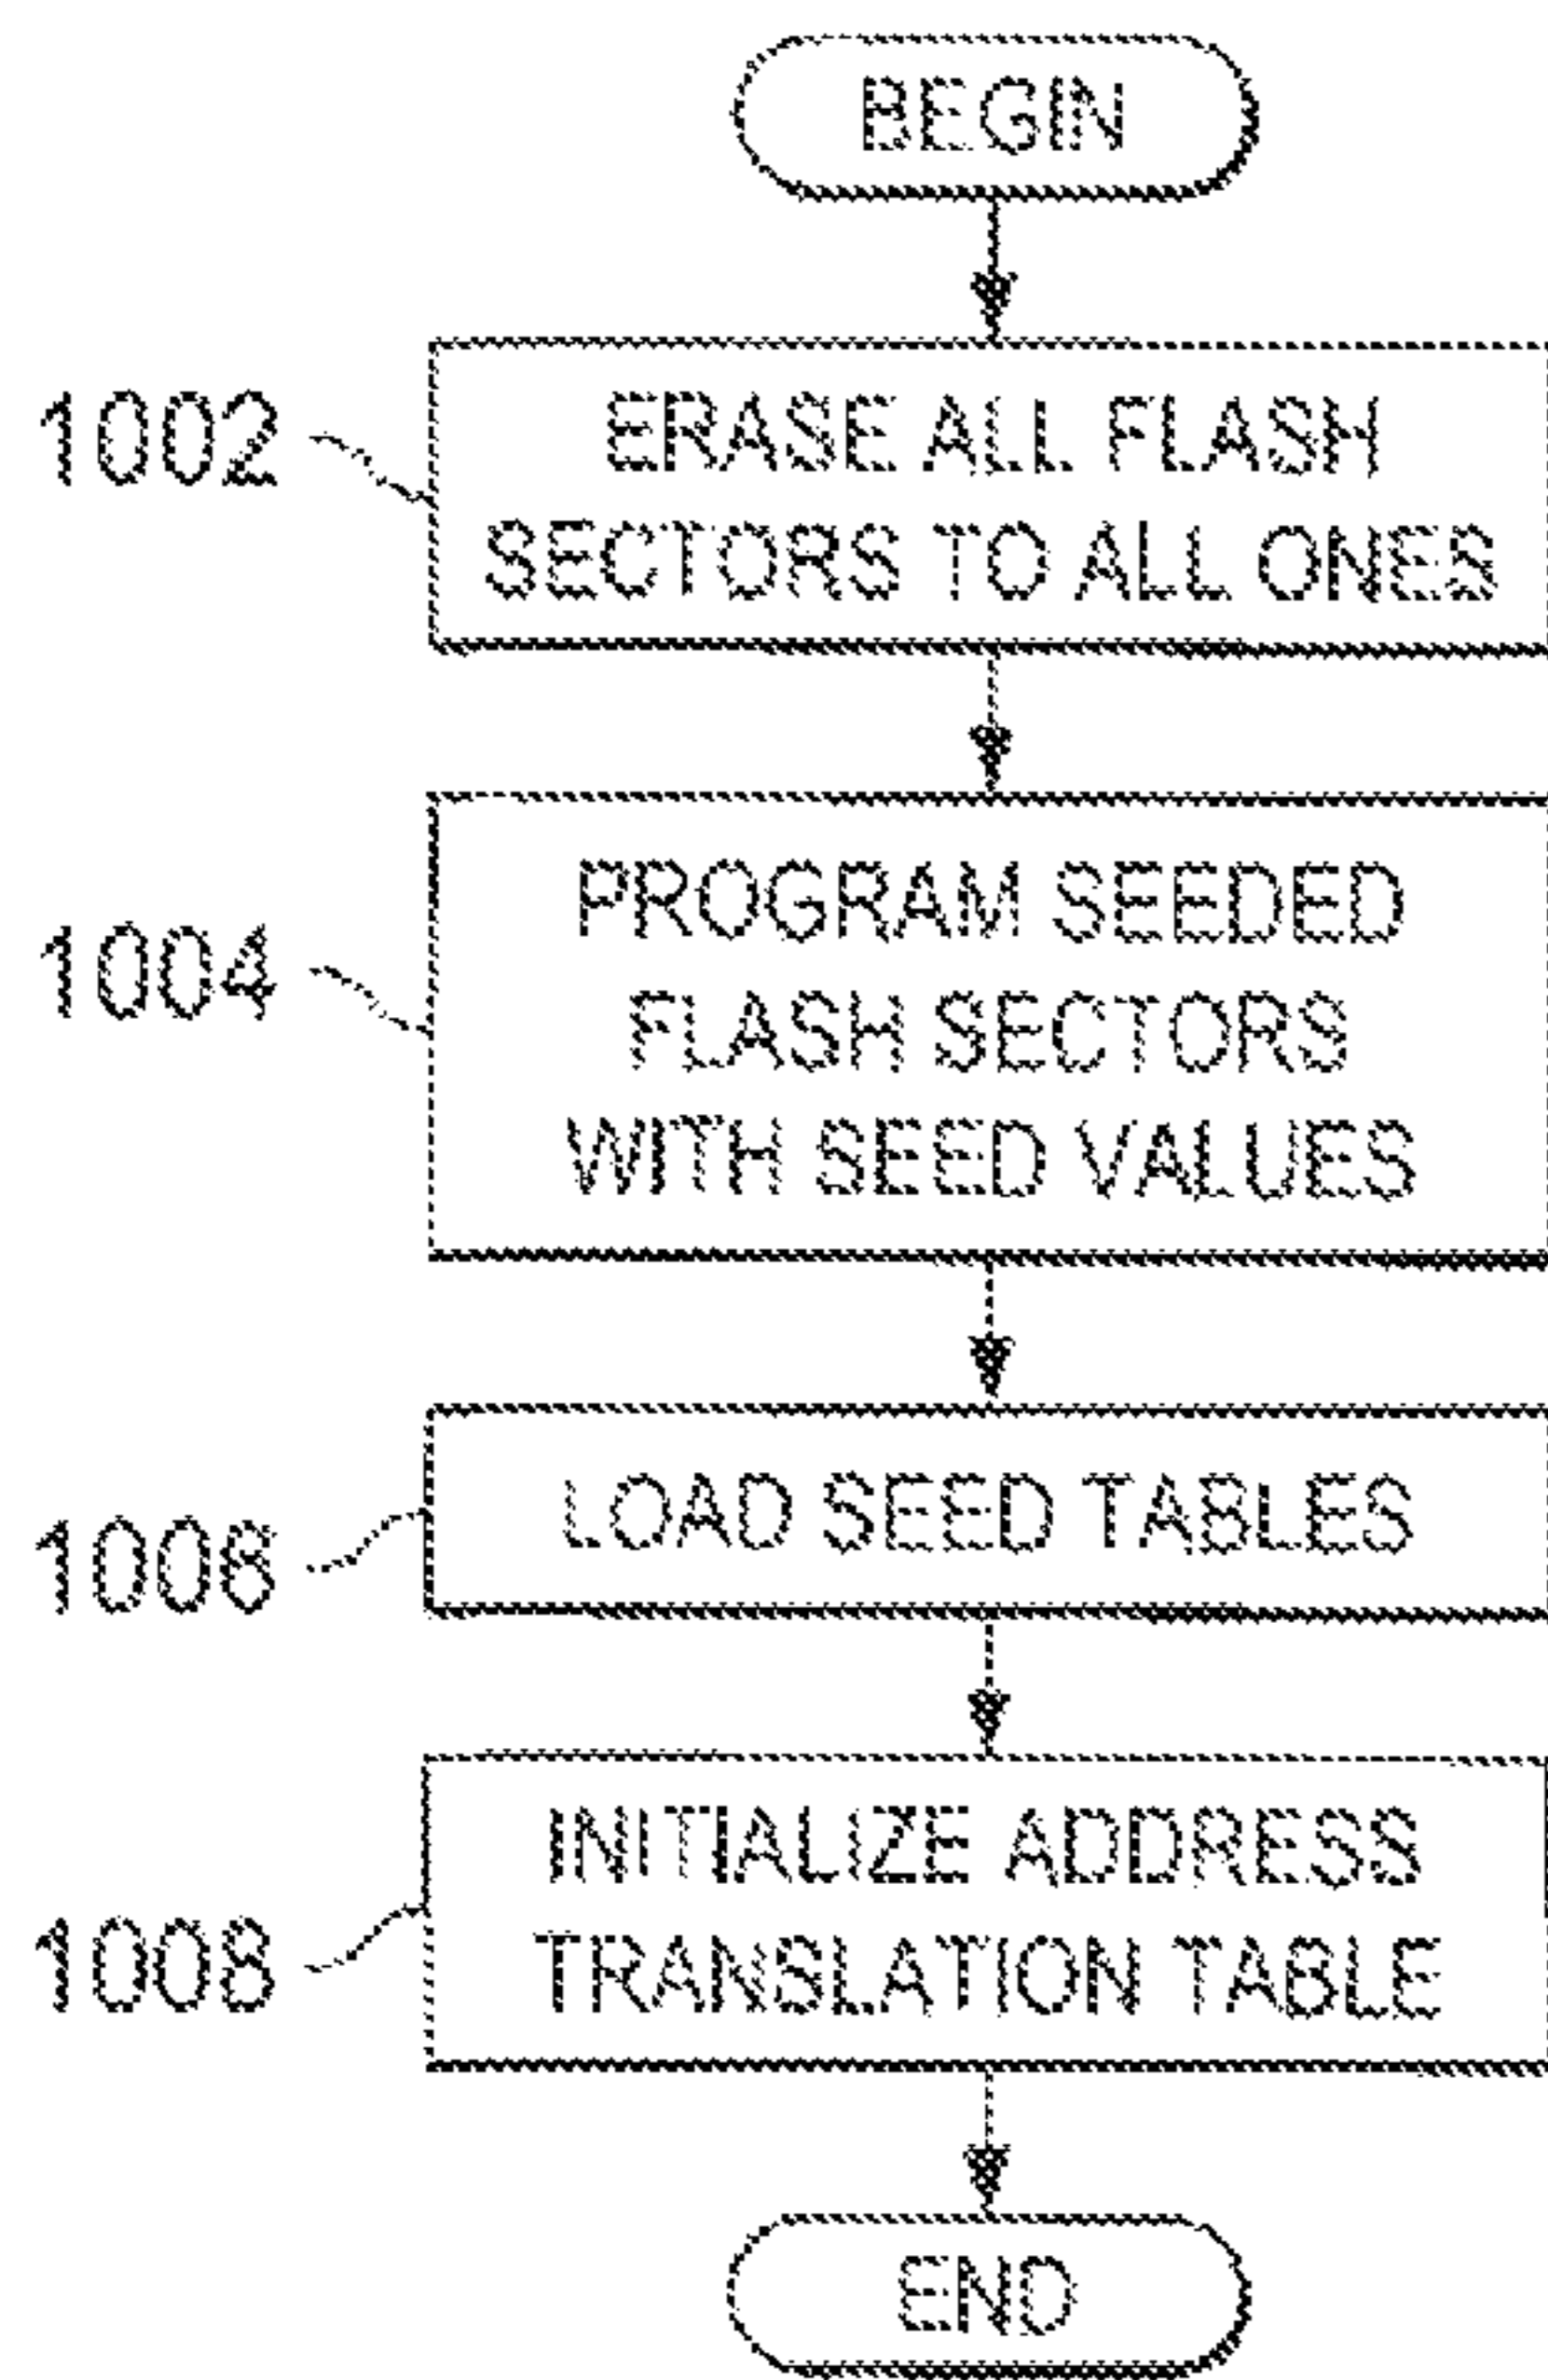 BEGIN
1002
ERASE ALL FLASH
SECTORS TO ALL ONES
1004
PROGRAM SEEDED
FLASH SECTORS
WITH SEED VALUES
1006
LOAD SEED TABLES
1008
INITIALIZE ADDRESS
TRANSLATION TABLE
END